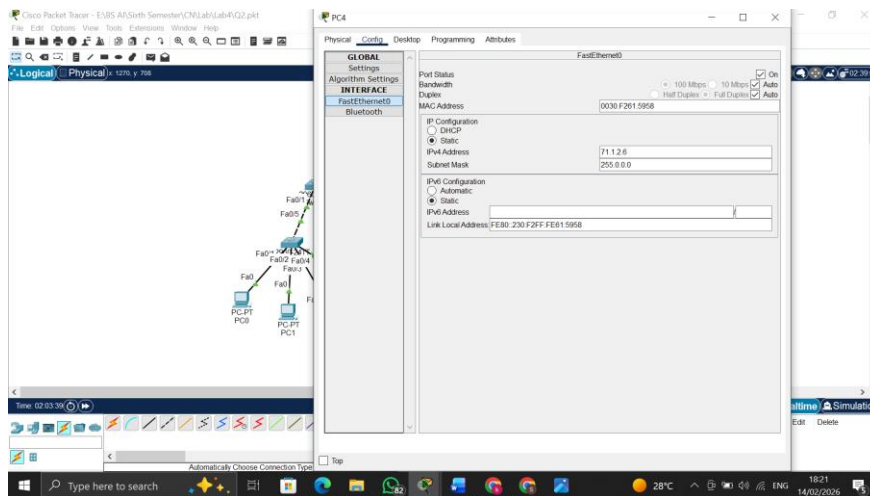 Cisco Packet Tracer - E:\BS AI\Sixth Semester\CN\Lab\Lab4\Q2.pkt
File Edit Options View Tools Extensions Window Help
Logical Physical x: 1270, y: 708
02:39
PC4
Physical Config Desktop Programming Attributes
GLOBAL
Settings
Algorithm Settings
INTERFACE
FastEthernet0
Bluetooth
FastEthernet0
Port Status On
Bandwidth 100 Mbps 10 Mbps Auto
Duplex Half Duplex Full Duplex Auto
MAC Address 0030.F261.5958
IP Configuration
DHCP
Static
IPv4 Address 71.1.2.6
Subnet Mask 255.0.0.0
IPv6 Configuration
Automatic
Static
IPv6 Address /
Link Local Address: FE80::230:F2FF:FE61:5958
Top
Fa0/1
Fa0/5
Fa0/2 Fa0/4
Fa0/3
Fa0
Fa0
PC-PT
PC0
PC-PT
PC1
Time: 02:03:39
Edit Delete
Automatically Choose Connection Type
Type here to search
82
28°C
ENG
18:21
14/02/2026